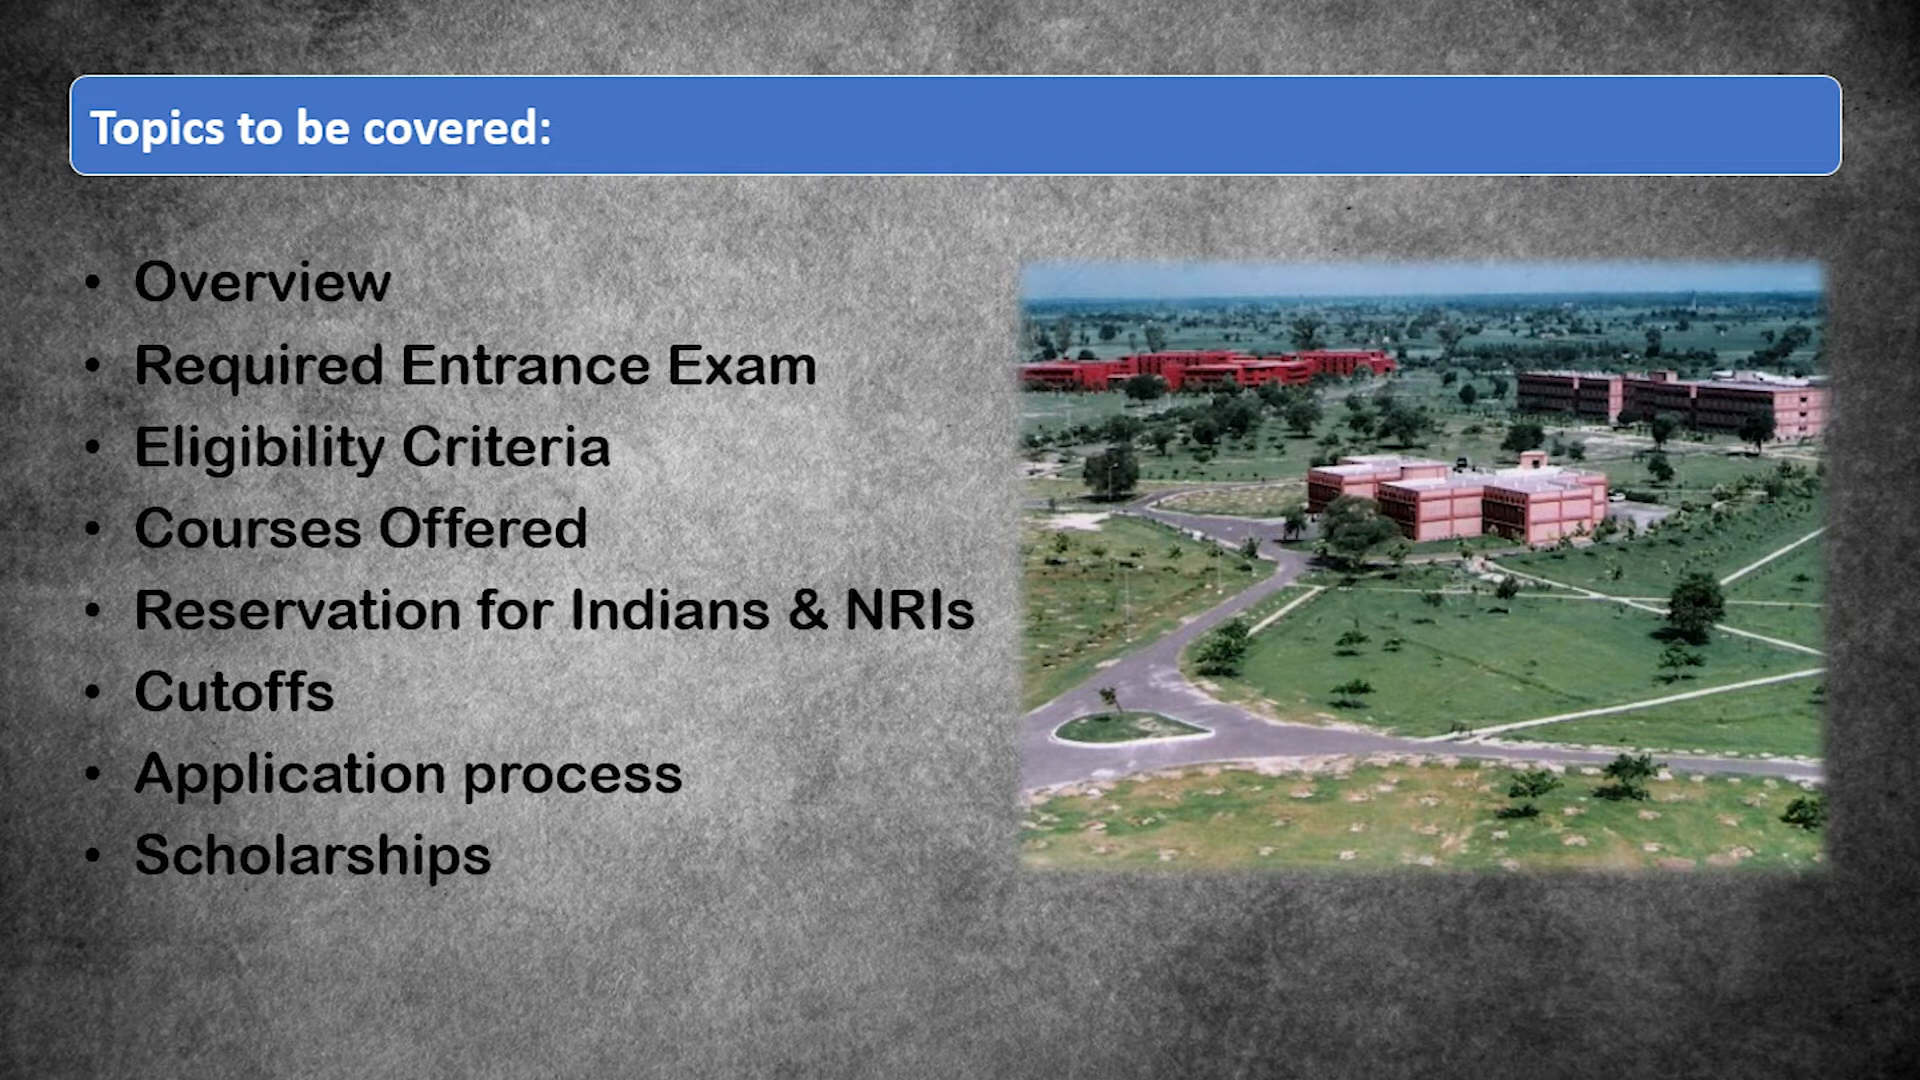 Topics to be covered:
• Overview
• Required Entrance Exam
• Eligibility Criteria
• Courses Offered
• Reservation for Indians & NRIs
• Cutoffs
• Application process
• Scholarships